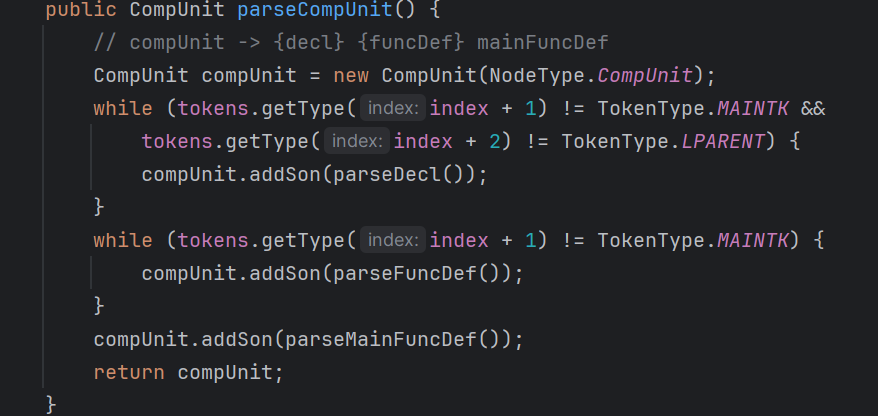 public CompUnit parseCompUnit() {
// compUnit -> {decl} {funcDef} mainFuncDef
CompUnit compUnit = new CompUnit(NodeType.CompUnit);
while (tokens.getType( index: index + 1) != TokenType.MAINTK &&
tokens.getType( index: index + 2) != TokenType.LPARENT) {
compUnit.addSon(parseDecl());
}
while (tokens.getType( index: index + 1) != TokenType.MAINTK) {
compUnit.addSon(parseFuncDef());
}
compUnit.addSon(parseMainFuncDef());
return compUnit;
}